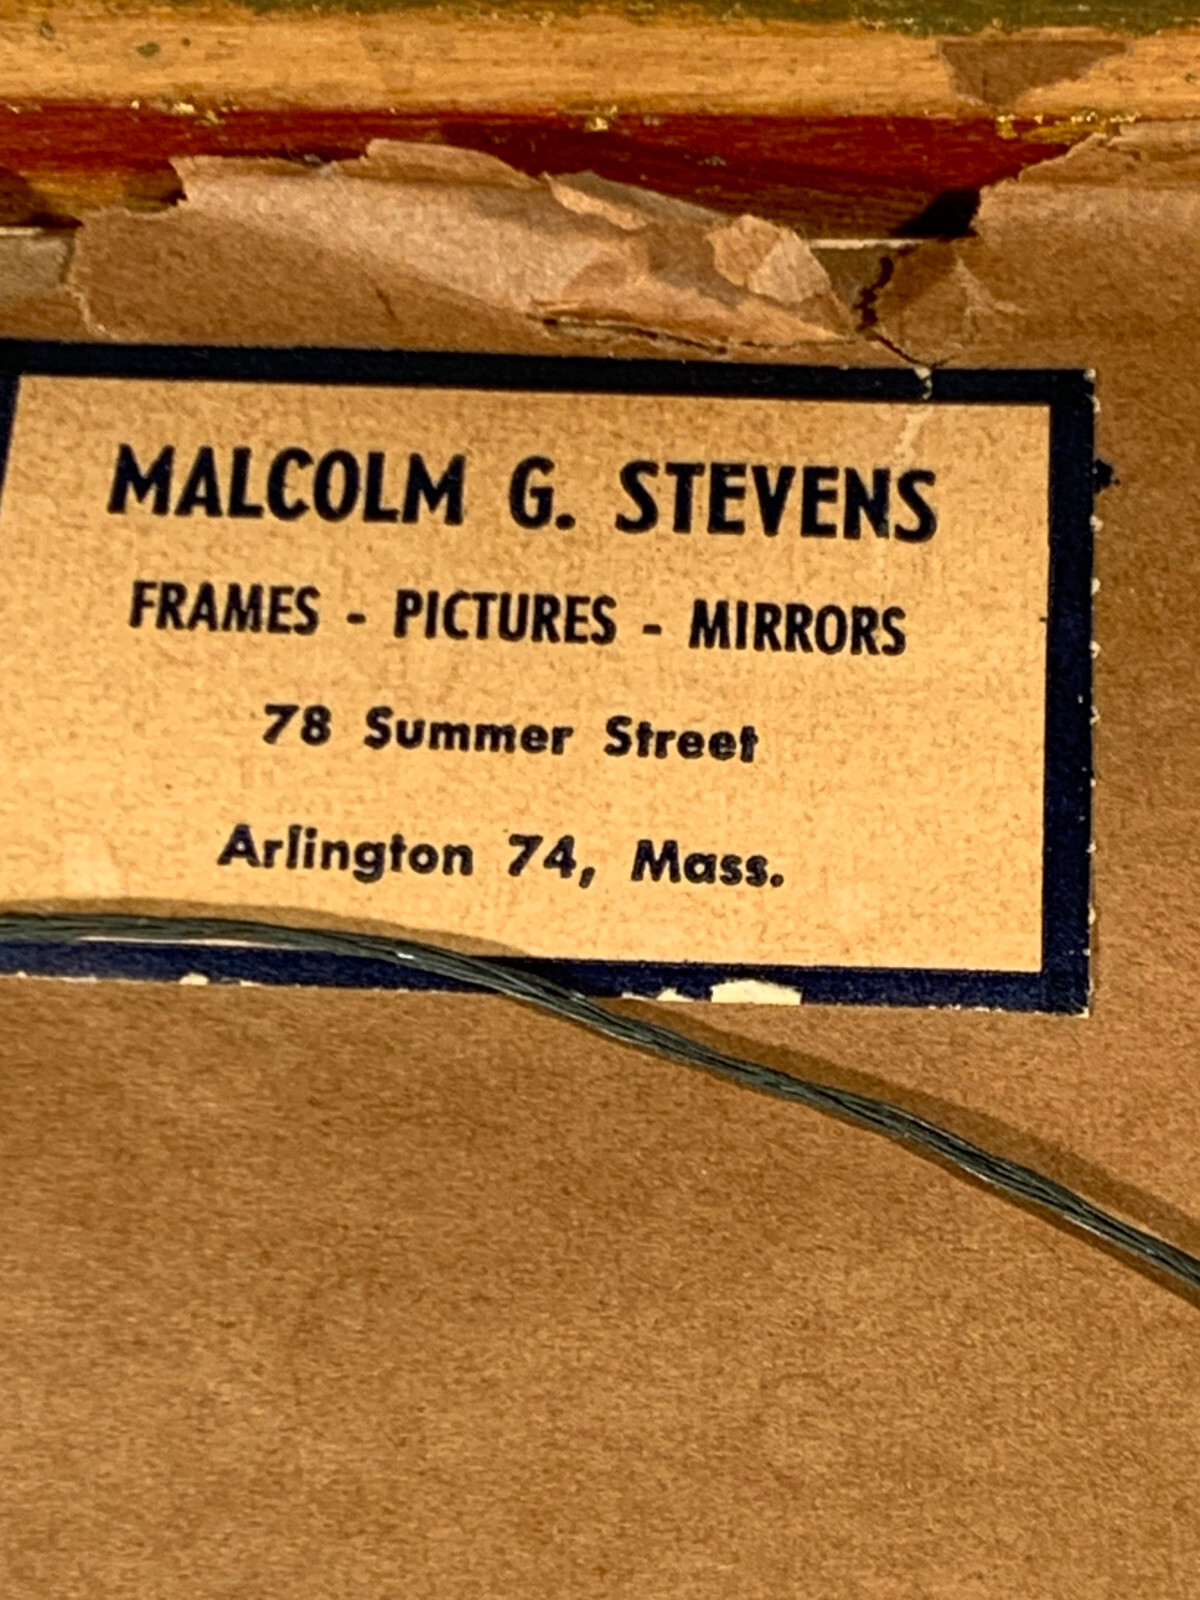 MALCOLM G. STEVENS
FRAMES - PICTURES - MIRRORS
78 Summer Street
Arlington 74, Mass.